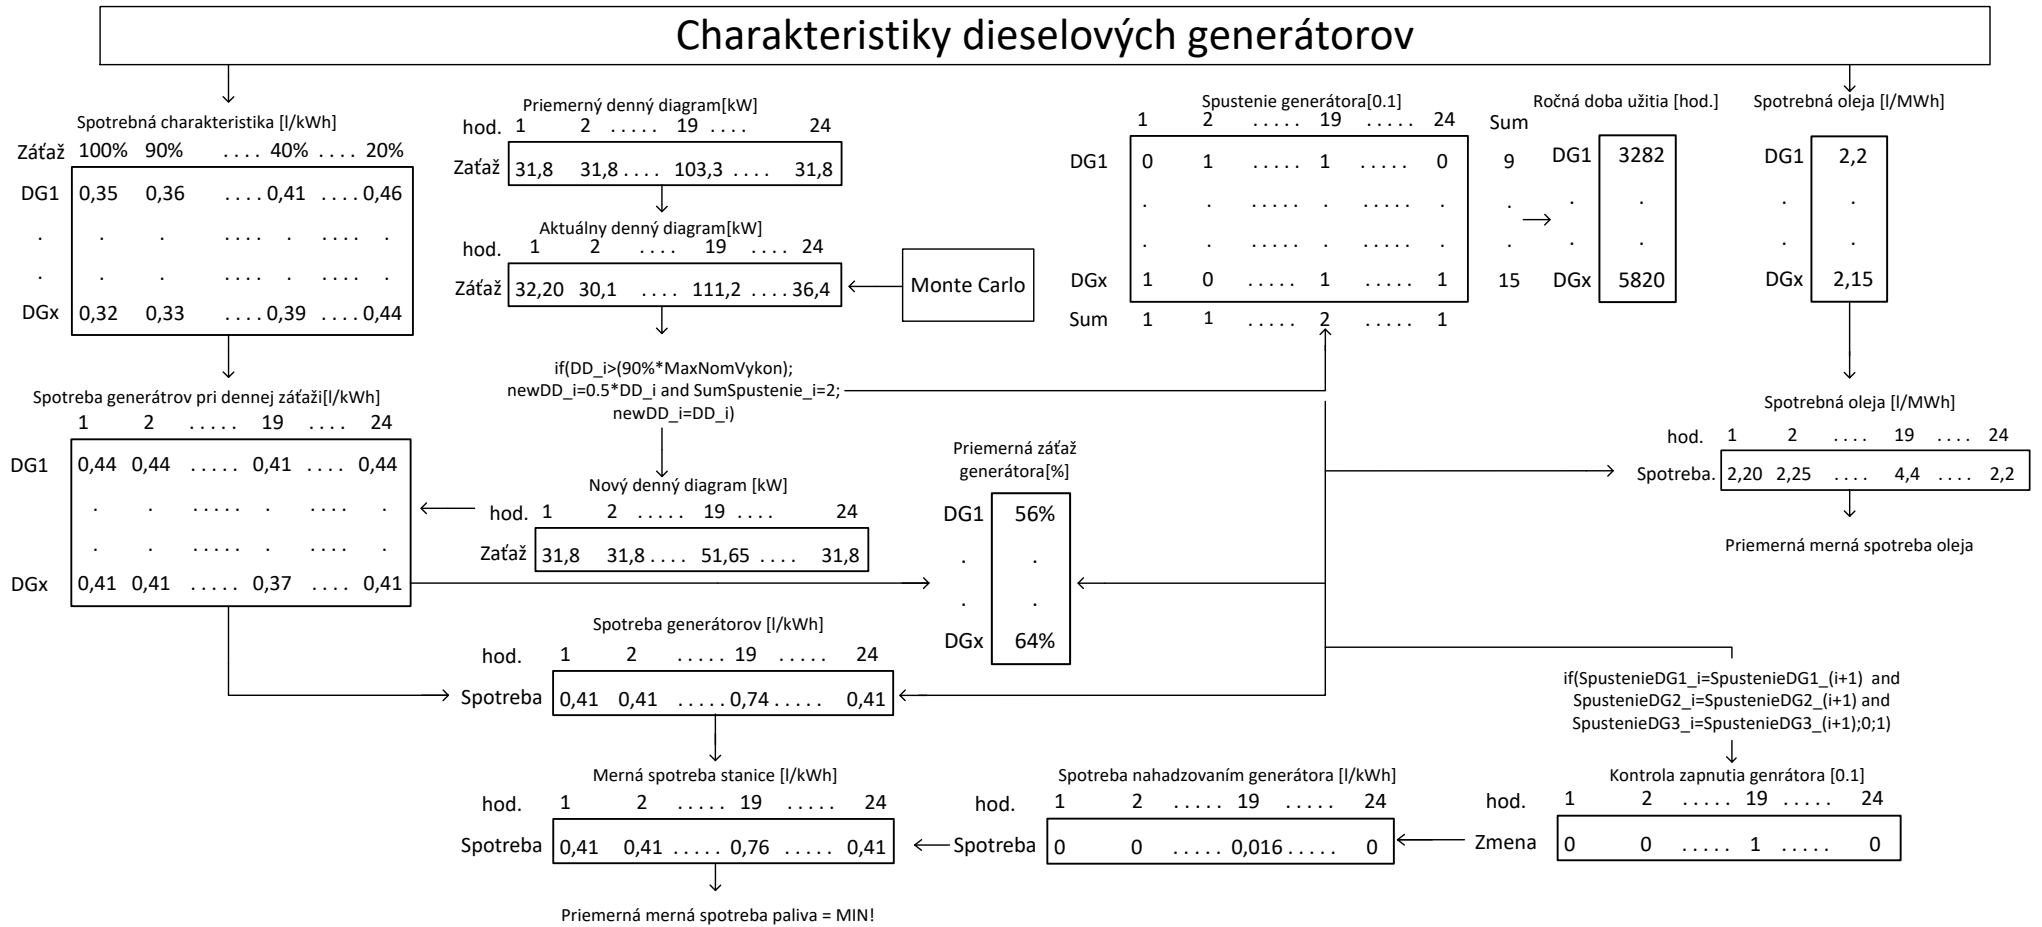 Charakteristiky dieselových generátorov
Spotrebná charakteristika [l/kWh]
Záťaž 100% 90% .... 40% .... 20%
DG1 0,35 0,36 .... 0,41 .... 0,46
. . . .... . .... .
. . . .... . .... .
DGx 0,32 0,33 .... 0,39 .... 0,44
Priemerný denný diagram[kW]
hod. 1 2 ..... 19 .... 24
Zaťaž 31,8 31,8 .... 103,3 .... 31,8
Aktuálny denný diagram[kW]
hod. 1 2 .... 19 .... 24
Záťaž 32,20 30,1 .... 111,2 .... 36,4
Monte Carlo
if(DD_i>(90%*MaxNomVykon);
newDD_i=0.5*DD_i and SumSpustenie_i=2;
newDD_i=DD_i)
Spustenie generátora[0.1]
1 2 ..... 19 ..... 24 Sum
DG1 0 1 ..... 1 ..... 0 9
. . ..... . ..... . .
. . ..... . ..... . .
DGx 1 0 ..... 1 ..... 1 15
Sum 1 1 ..... 2 ..... 1
Ročná doba užitia [hod.]
DG1 3282
. .
. .
DGx 5820
Spotrebná oleja [l/MWh]
DG1 2,2
. .
. .
DGx 2,15
Spotreba generátrov pri dennej záťaži[l/kWh]
1 2 ..... 19 .... 24
DG1 0,44 0,44 ..... 0,41 .... 0,44
. . ..... . .... .
. . ..... . .... .
DGx 0,41 0,41 ..... 0,37 .... 0,41
Nový denný diagram [kW]
hod. 1 2 ..... 19 .... 24
Zaťaž 31,8 31,8 .... 51,65 .... 31,8
Priemerná záťaž
generátora[%]
DG1 56%
. .
. .
DGx 64%
Spotrebná oleja [l/MWh]
hod. 1 2 .... 19 .... 24
Spotreba. 2,20 2,25 .... 4,4 .... 2,2
Priemerná merná spotreba oleja
Spotreba generátorov [l/kWh]
hod. 1 2 ..... 19 ..... 24
Spotreba 0,41 0,41 ..... 0,74 ..... 0,41
if(SpustenieDG1_i=SpustenieDG1_(i+1) and
SpustenieDG2_i=SpustenieDG2_(i+1) and
SpustenieDG3_i=SpustenieDG3_(i+1);0;1)
Merná spotreba stanice [l/kWh]
hod. 1 2 ..... 19 ..... 24
Spotreba 0,41 0,41 ..... 0,76 ..... 0,41
Spotreba nahadzovaním generátora [l/kWh]
hod. 1 2 ..... 19 ..... 24
Spotreba 0 0 ..... 0,016 ..... 0
Kontrola zapnutia genrátora [0.1]
hod. 1 2 ..... 19 ..... 24
Zmena 0 0 ..... 1 ..... 0
Priemerná merná spotreba paliva = MIN!